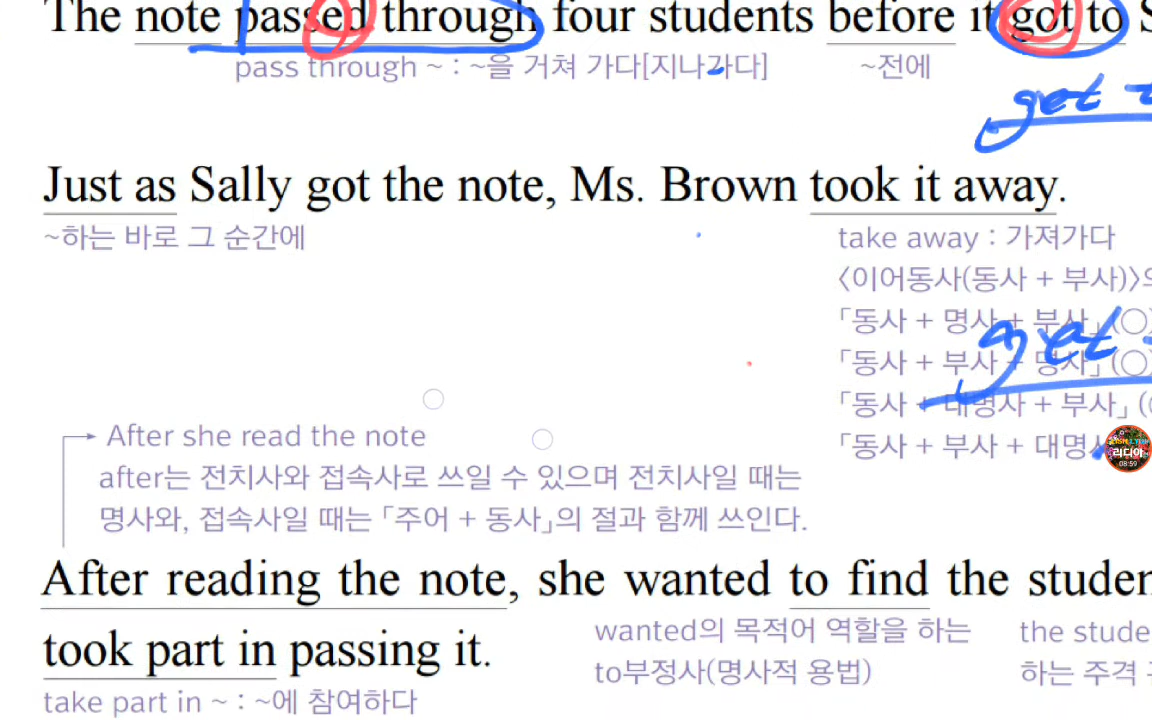 The note passed through four students before it got to S
pass through ~ : ~을 거쳐 가다[지나가다] ~전에
get
Just as Sally got the note, Ms. Brown took it away.
~하는 바로 그 순간에 take away : 가져가다
〈이어동사(동사 + 부사)〉의
「동사 + 명사 + 부사」 (○)
get
「동사 + 부사 + 명사」 (○)
「동사 + 대명사 + 부사」 (
「동사 + 부사 + 대명사
리디아
08:59
After she read the note
after는 전치사와 접속사로 쓰일 수 있으며 전치사일 때는
명사와, 접속사일 때는 「주어 + 동사」의 절과 함께 쓰인다.
After reading the note, she wanted to find the studen
wanted의 목적어 역할을 하는 the stude
took part in passing it.
to부정사(명사적 용법) 하는 주격
take part in ~ : ~에 참여하다